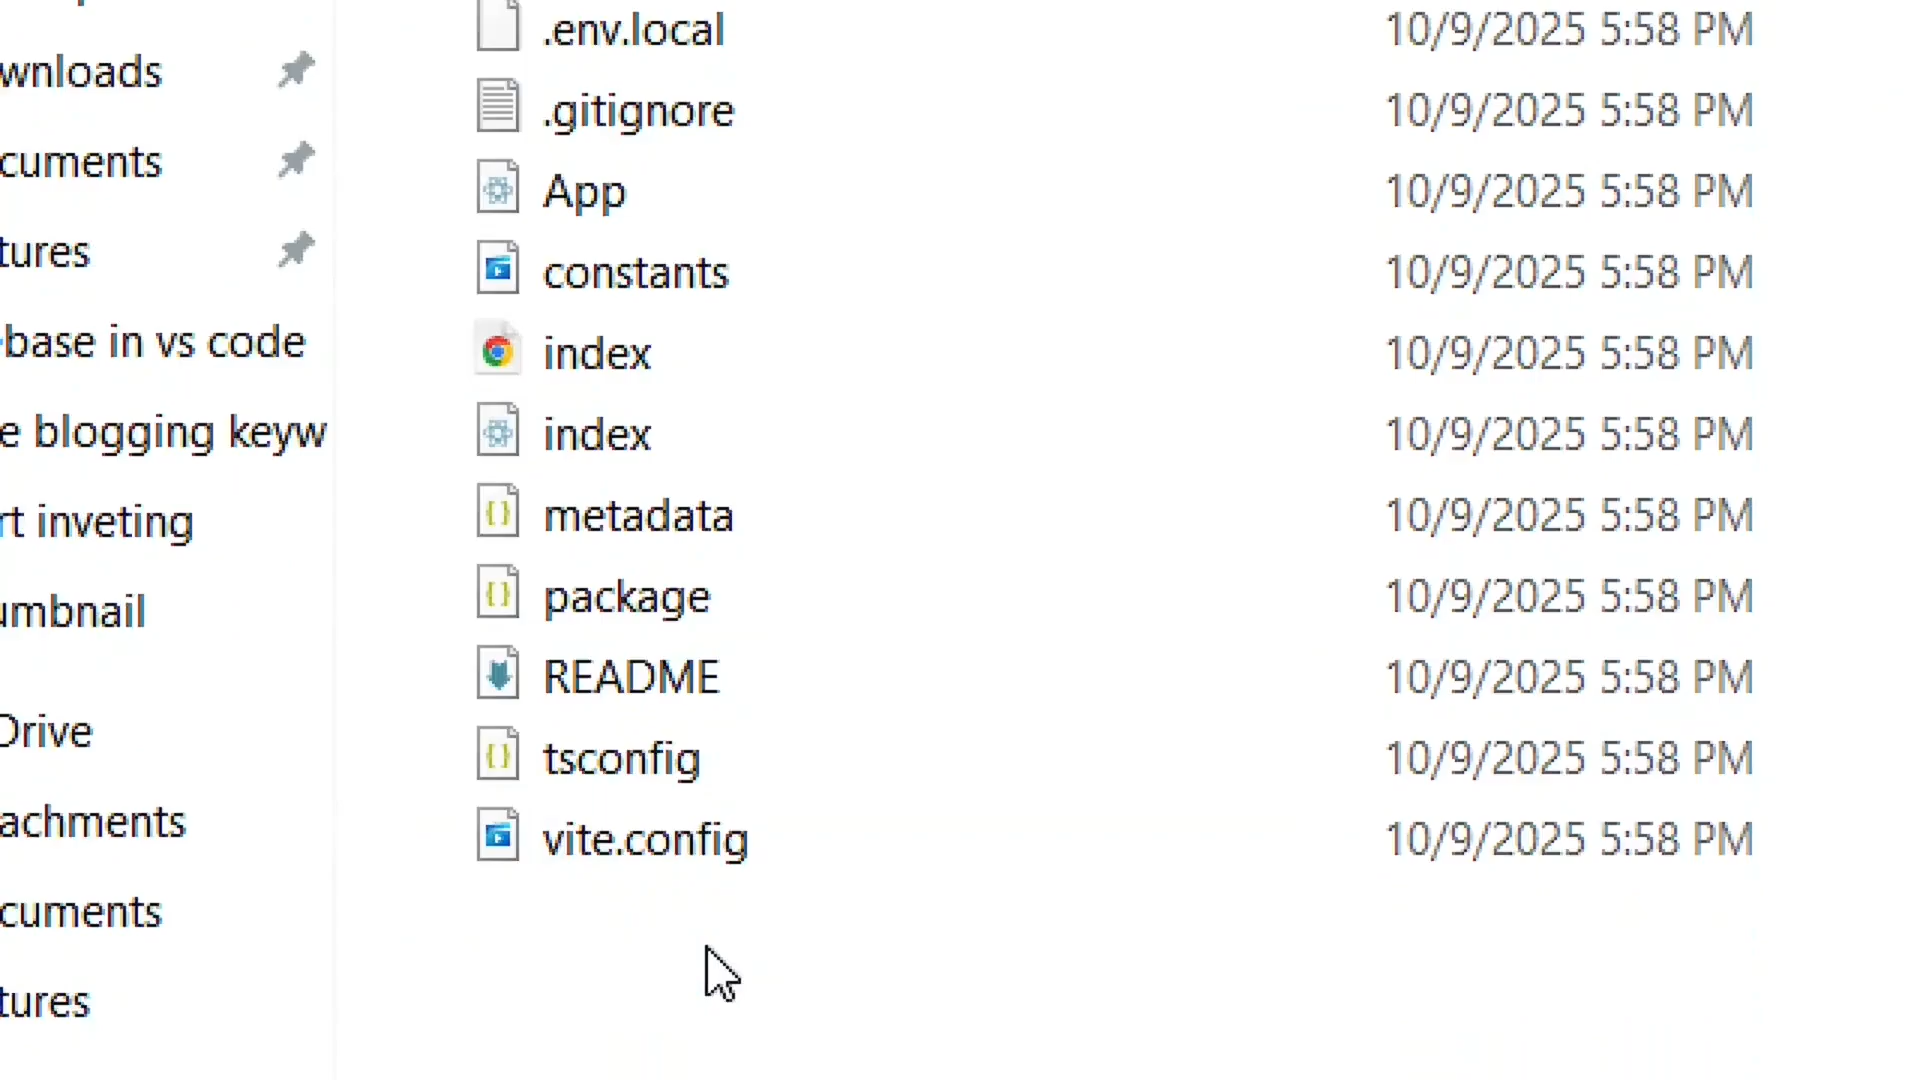 wnloads
cuments
tures
-base in vs code
e blogging keyw
rt inveting
umbnail
Drive
achments
cuments
tures
.env.local 10/9/2025 5:58 PM
.gitignore 10/9/2025 5:58 PM
App 10/9/2025 5:58 PM
constants 10/9/2025 5:58 PM
index 10/9/2025 5:58 PM
index 10/9/2025 5:58 PM
metadata 10/9/2025 5:58 PM
package 10/9/2025 5:58 PM
README 10/9/2025 5:58 PM
tsconfig 10/9/2025 5:58 PM
vite.config 10/9/2025 5:58 PM